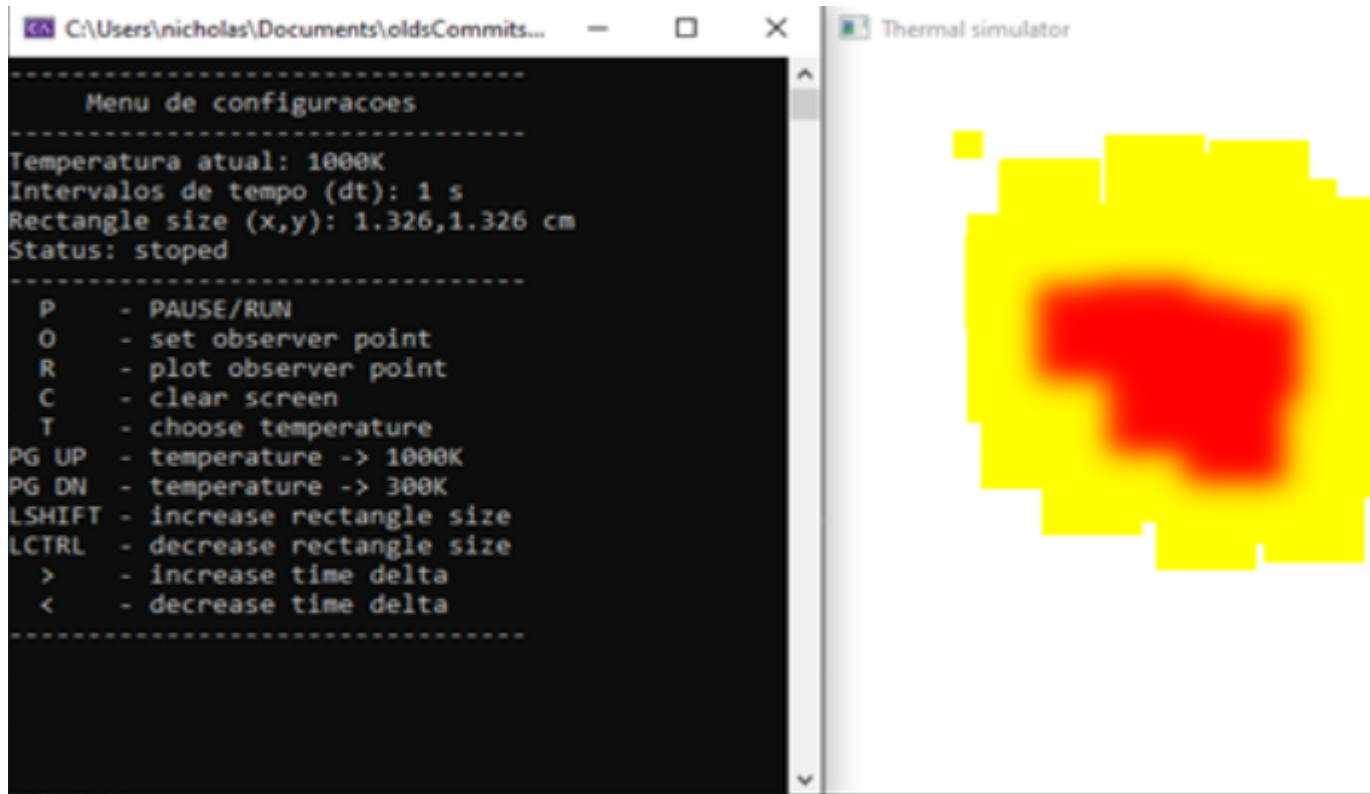 C:\Users\nicholas\Documents\oldsCommits...
----------------------------------
Menu de configuracoes
----------------------------------
Temperatura atual: 1000K
Intervalos de tempo (dt): 1 s
Rectangle size (x,y): 1.326,1.326 cm
Status: stoped
----------------------------------
P - PAUSE/RUN
O - set observer point
R - plot observer point
C - clear screen
T - choose temperature
PG UP - temperature -> 1000K
PG DN - temperature -> 300K
LSHIFT - increase rectangle size
LCTRL - decrease rectangle size
> - increase time delta
< - decrease time delta
----------------------------------
Thermal simulator